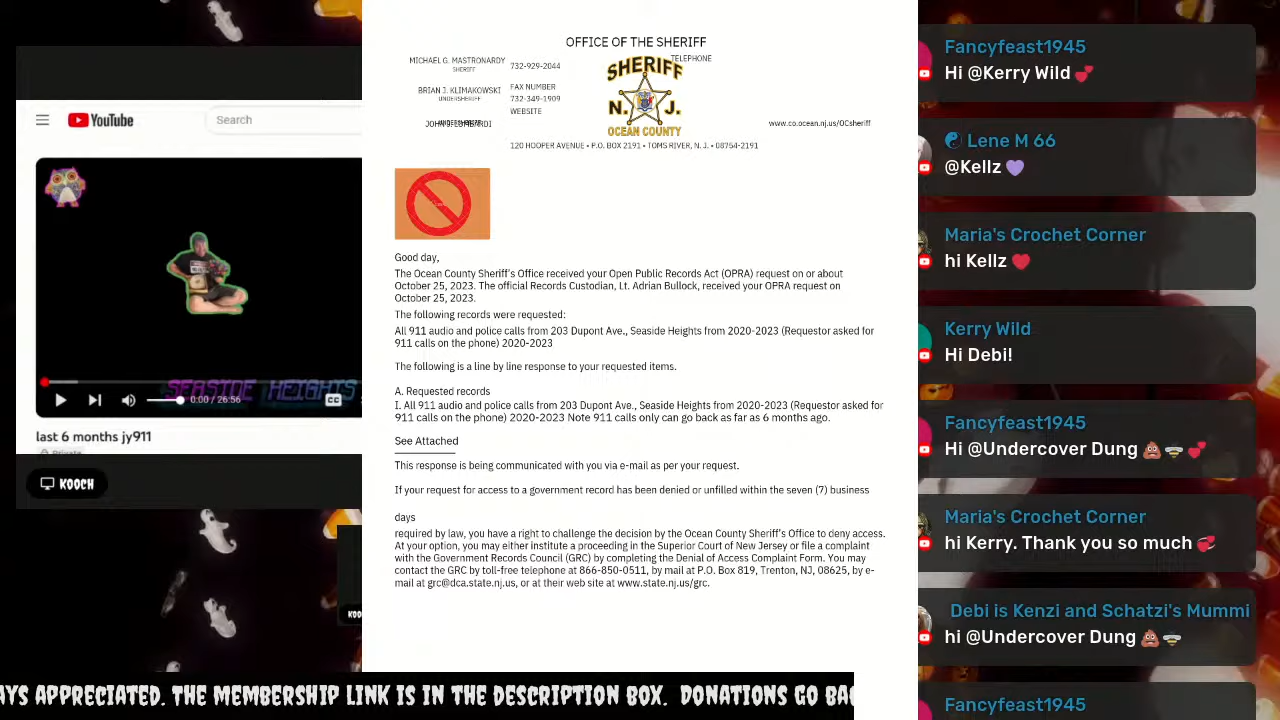 YouTube
Search
SEASIDE HEIGHTS
0:00 / 26:56
CC
last 6 months jy911
Private
KOOCH
OFFICE OF THE SHERIFF
MICHAEL G. MASTRONARDY
SHERIFF
BRIAN J. KLIMAKOWSKI
UNDERSHERIFF
TELEPHONE
732-929-2044
FAX NUMBER
732-349-1909
WEBSITE
www.co.ocean.nj.us/OCsheriff
SHERIFF
N. J.
OCEAN COUNTY
120 HOOPER AVENUE • P.O. BOX 2191 • TOMS RIVER, N. J. • 08754-2191
Good day,
The Ocean County Sheriff's Office received your Open Public Records Act (OPRA) request on or about
October 25, 2023. The official Records Custodian, Lt. Adrian Bullock, received your OPRA request on
October 25, 2023.
The following records were requested:
All 911 audio and police calls from 203 Dupont Ave., Seaside Heights from 2020-2023 (Requestor asked for
911 calls on the phone) 2020-2023
The following is a line by line response to your requested items.
A. Requested records
I. All 911 audio and police calls from 203 Dupont Ave., Seaside Heights from 2020-2023 (Requestor asked for
911 calls on the phone) 2020-2023 Note 911 calls only can go back as far as 6 months ago.
See Attached
This response is being communicated with you via e-mail as per your request.
If your request for access to a government record has been denied or unfilled within the seven (7) business
days
required by law, you have a right to challenge the decision by the Ocean County Sheriff's Office to deny access.
At your option, you may either institute a proceeding in the Superior Court of New Jersey or file a complaint
with the Government Records Council (GRC) by completing the Denial of Access Complaint Form. You may
contact the GRC by toll-free telephone at 866-850-0511, by mail at P.O. Box 819, Trenton, NJ, 08625, by e-
mail at grc@dca.state.nj.us, or at their web site at www.state.nj.us/grc.
Fancyfeast1945
Hi @Kerry Wild 💕
☯ Lene M 66
@Kellz 💜
Maria's Crochet Corner
hi Kellz ❤️
Kerry Wild
Hi Debi!
Fancyfeast1945
Hi @Undercover Dung 💩 🐝 💕
Maria's Crochet Corner
hi Kerry. Thank you so much 💞
Debi is Kenzi and Schatzi's Mummi
hi @Undercover Dung 💩 🐝
Fancyfeast1945
AYS APPRECIATED. THE MEMBERSHIP LINK IS IN THE DESCRIPTION BOX. DONATIONS GO BAC